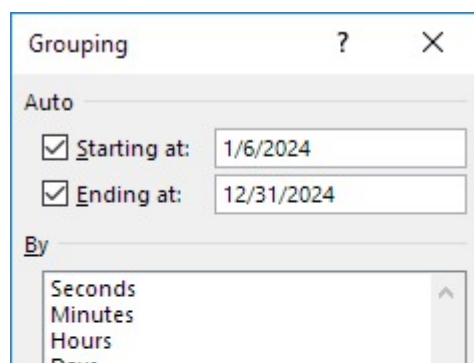 Grouping ?
Auto
Starting at: 1/6/2024
Ending at: 12/31/2024
By
Seconds
Minutes
Hours